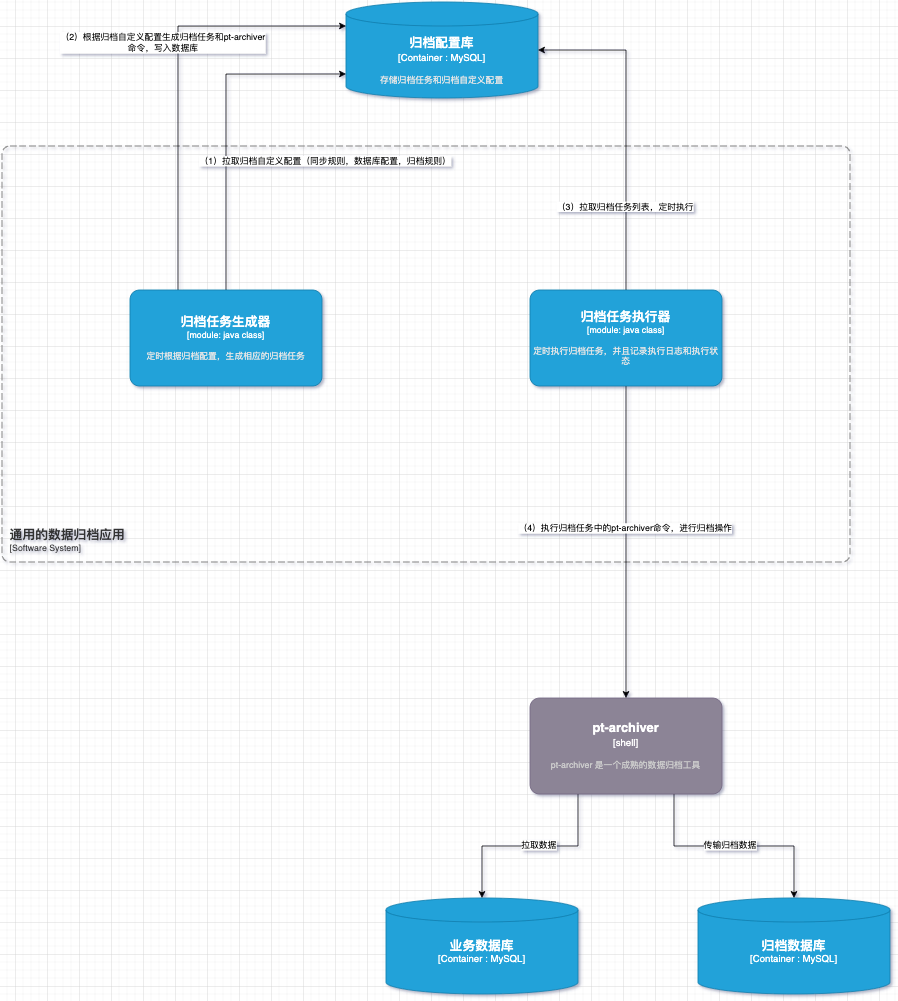 归档配置库
[Container : MySQL]
存储归档任务和归档自定义配置
（2）根据归档自定义配置生成归档任务和pt-archiver
命令，写入数据库
（1）拉取归档自定义配置（同步规则，数据库配置，归档规则）
（3）拉取归档任务列表，定时执行
归档任务生成器
[module: java class]
定时根据归档配置，生成相应的归档任务
归档任务执行器
[module: java class]
定时执行归档任务，并且记录执行日志和执行状
态
（4）执行归档任务中的pt-archiver命令，进行归档操作
通用的数据归档应用
[Software System]
pt-archiver
[shell]
pt-archiver 是一个成熟的数据归档工具
拉取数据
传输归档数据
业务数据库
[Container : MySQL]
归档数据库
[Container : MySQL]